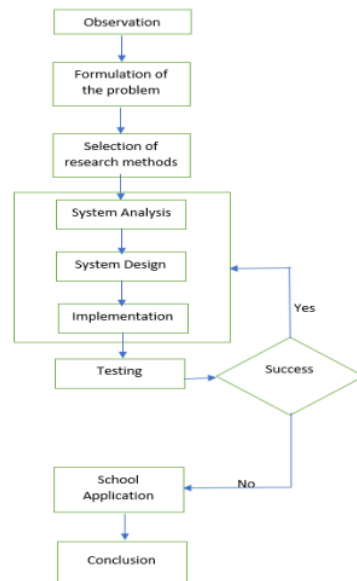 Observation
Formulation of
the problem
Selection of
research methods
System Analysis
System Design
Implementation
Yes
Testing
Success
School
Application
No
Conclusion